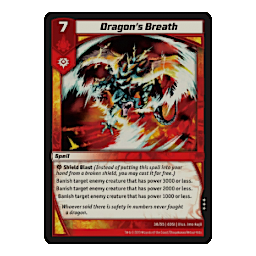 7
Dragon's Breath
Spell
Shield Blast (Instead of putting this spell into your
hand from a broken shield, you may cast it for free.)
Banish target enemy creature that has power 3000 or less.
Banish target enemy creature that has power 2000 or less.
Banish target enemy creature that has power 1000 or less.
Whoever said there is safety in numbers never fought
a dragon.